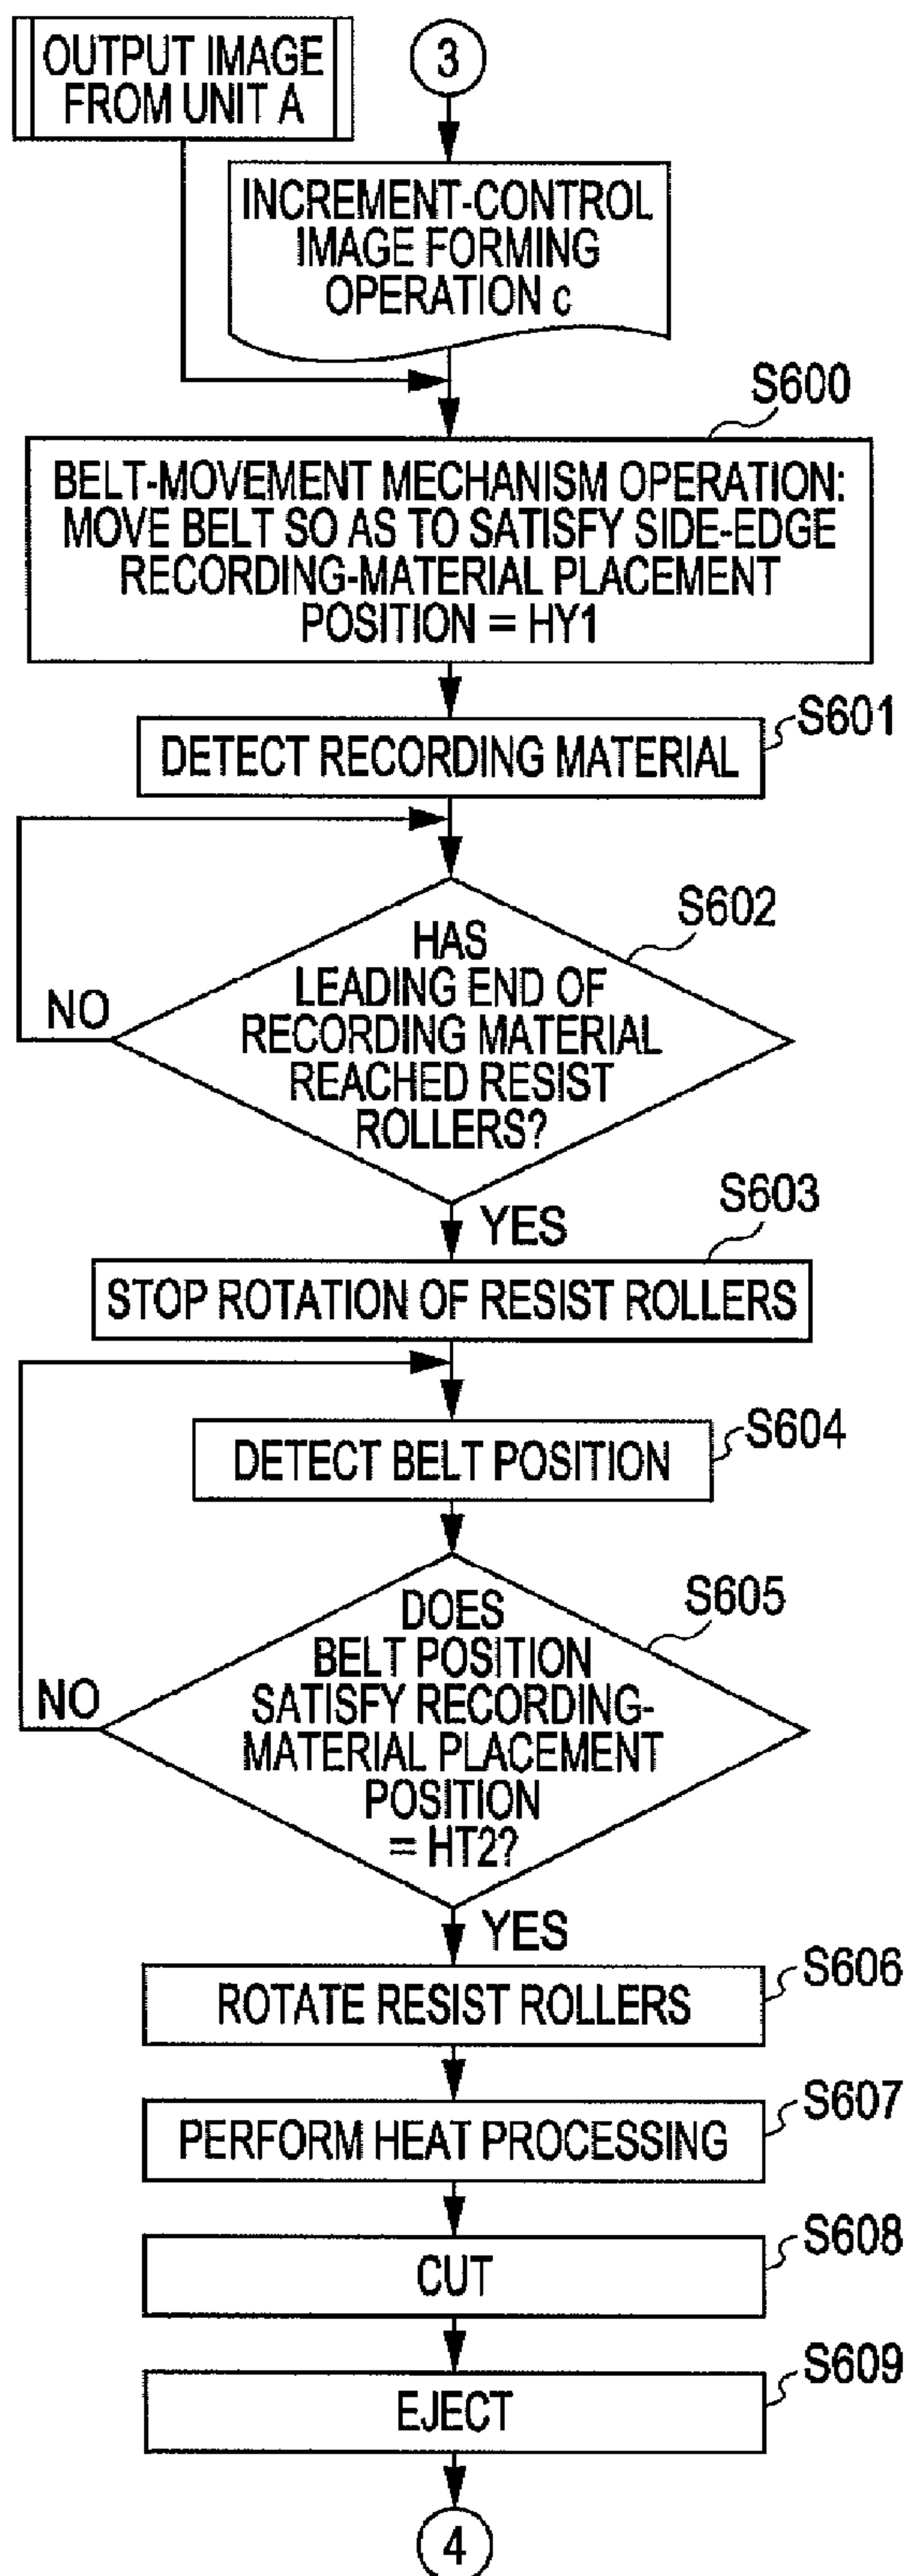 OUTPUT IMAGE
FROM UNIT A
3
INCREMENT-CONTROL
IMAGE FORMING
OPERATION c
S600
BELT-MOVEMENT MECHANISM OPERATION:
MOVE BELT SO AS TO SATISFY SIDE-EDGE
RECORDING-MATERIAL PLACEMENT
POSITION = HY1
S601
DETECT RECORDING MATERIAL
S602
HAS
LEADING END OF
RECORDING MATERIAL
REACHED RESIST
ROLLERS?
NO
YES
S603
STOP ROTATION OF RESIST ROLLERS
S604
DETECT BELT POSITION
S605
DOES
BELT POSITION
SATISFY RECORDING-
MATERIAL PLACEMENT
POSITION
= HT2?
NO
YES
S606
ROTATE RESIST ROLLERS
S607
PERFORM HEAT PROCESSING
S608
CUT
S609
EJECT
4